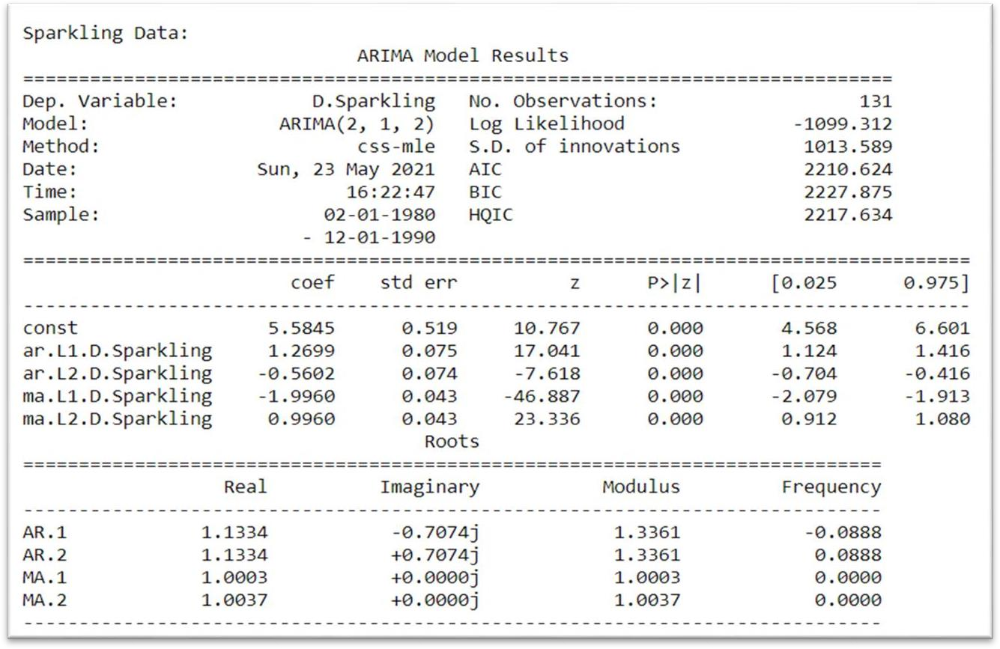 Sparkling Data:
ARIMA Model Results
==============================================================================
Dep. Variable: D.Sparkling No. Observations: 131
Model: ARIMA(2, 1, 2) Log Likelihood -1099.312
Method: css-mle S.D. of innovations 1013.589
Date: Sun, 23 May 2021 AIC 2210.624
Time: 16:22:47 BIC 2227.875
Sample: 02-01-1980 HQIC 2217.634
- 12-01-1990
=====================================================================================
coef std err z P>|z| [0.025 0.975]
-------------------------------------------------------------------------------------
const 5.5845 0.519 10.767 0.000 4.568 6.601
ar.L1.D.Sparkling 1.2699 0.075 17.041 0.000 1.124 1.416
ar.L2.D.Sparkling -0.5602 0.074 -7.618 0.000 -0.704 -0.416
ma.L1.D.Sparkling -1.9960 0.043 -46.887 0.000 -2.079 -1.913
ma.L2.D.Sparkling 0.9960 0.043 23.336 0.000 0.912 1.080
Roots
=============================================================================
Real Imaginary Modulus Frequency
-----------------------------------------------------------------------------
AR.1 1.1334 -0.7074j 1.3361 -0.0888
AR.2 1.1334 +0.7074j 1.3361 0.0888
MA.1 1.0003 +0.0000j 1.0003 0.0000
MA.2 1.0037 +0.0000j 1.0037 0.0000
-----------------------------------------------------------------------------